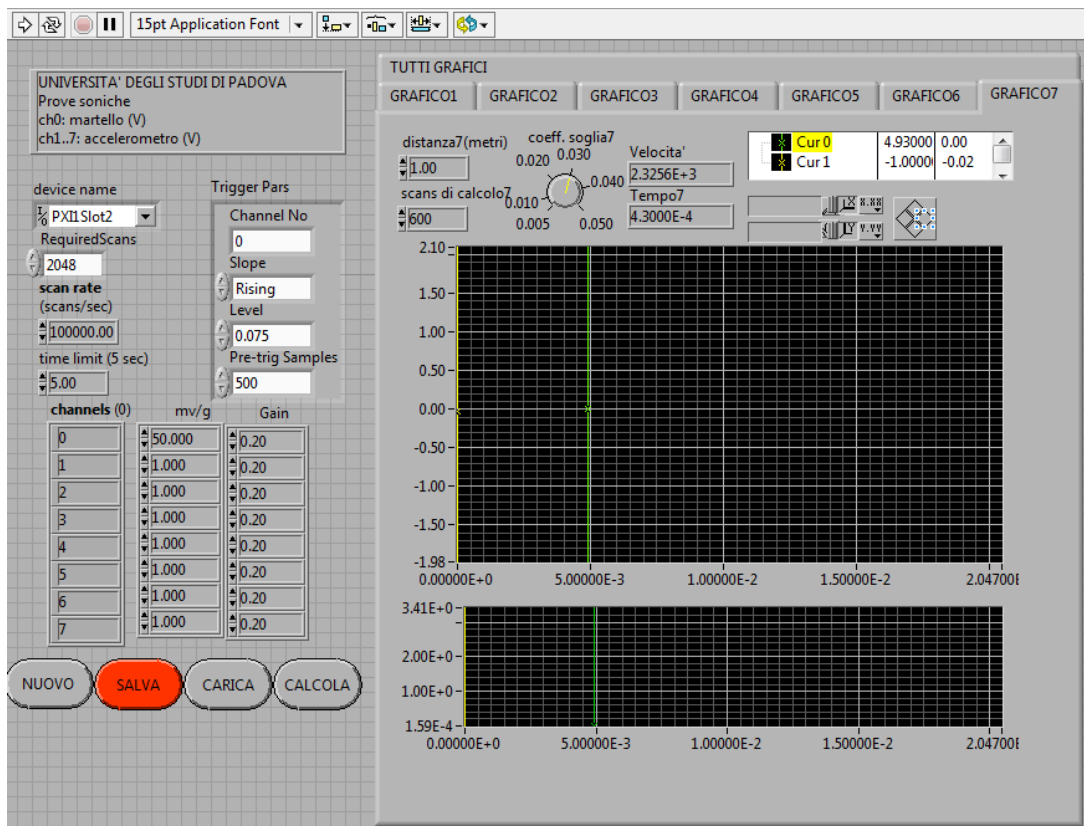 15pt Application Font
UNIVERSITA' DEGLI STUDI DI PADOVA
Prove soniche
ch0: martello (V)
ch1..7: accelerometro (V)
device name
PXI1Slot2
RequiredScans
2048
scan rate
(scans/sec)
100000.00
time limit (5 sec)
5.00
Trigger Pars
Channel No
0
Slope
Rising
Level
0.075
Pre-trig Samples
500
channels (0) mv/g Gain
0 50.000 0.20
1 1.000 0.20
2 1.000 0.20
3 1.000 0.20
4 1.000 0.20
5 1.000 0.20
6 1.000 0.20
7 1.000 0.20
NUOVO SALVA CARICA CALCOLA
TUTTI GRAFICI
GRAFICO1 GRAFICO2 GRAFICO3 GRAFICO4 GRAFICO5 GRAFICO6 GRAFICO7
distanza7(metri)
1.00
scans di calcolo7
600
coeff. soglia7
0.020 0.030
0.010 0.040
0.005 0.050
Velocita'
2.3256E+3
Tempo7
4.3000E-4
Cur 0 4.93000 0.00
Cur 1 -1.0000 -0.02
X X.XX
Y Y.YY
2.10
1.50
1.00
0.50
0.00
-0.50
-1.00
-1.50
-1.98
0.00000E+0 5.00000E-3 1.00000E-2 1.50000E-2 2.04700E
3.41E+0
2.00E+0
1.00E+0
1.59E-4
0.00000E+0 5.00000E-3 1.00000E-2 1.50000E-2 2.04700E